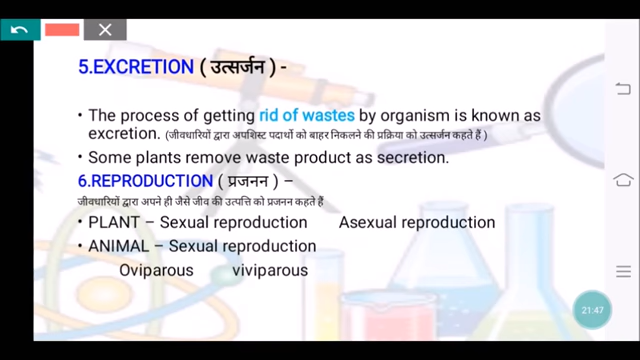 5.EXCRETION ( उत्सर्जन ) -
• The process of getting rid of wastes by organism is known as
excretion. (जीवधारियों द्वारा अपशिस्ट पदार्थो को बाहर निकलने की प्रक्रिया को उत्सर्जन कहते हैं )
• Some plants remove waste product as secretion.
6.REPRODUCTION ( प्रजनन ) –
जीवधारियों द्वारा अपने ही जैसे जीव की उत्पत्ति को प्रजनन कहते हैं
• PLANT – Sexual reproduction Asexual reproduction
• ANIMAL – Sexual reproduction
Oviparous viviparous
21:47